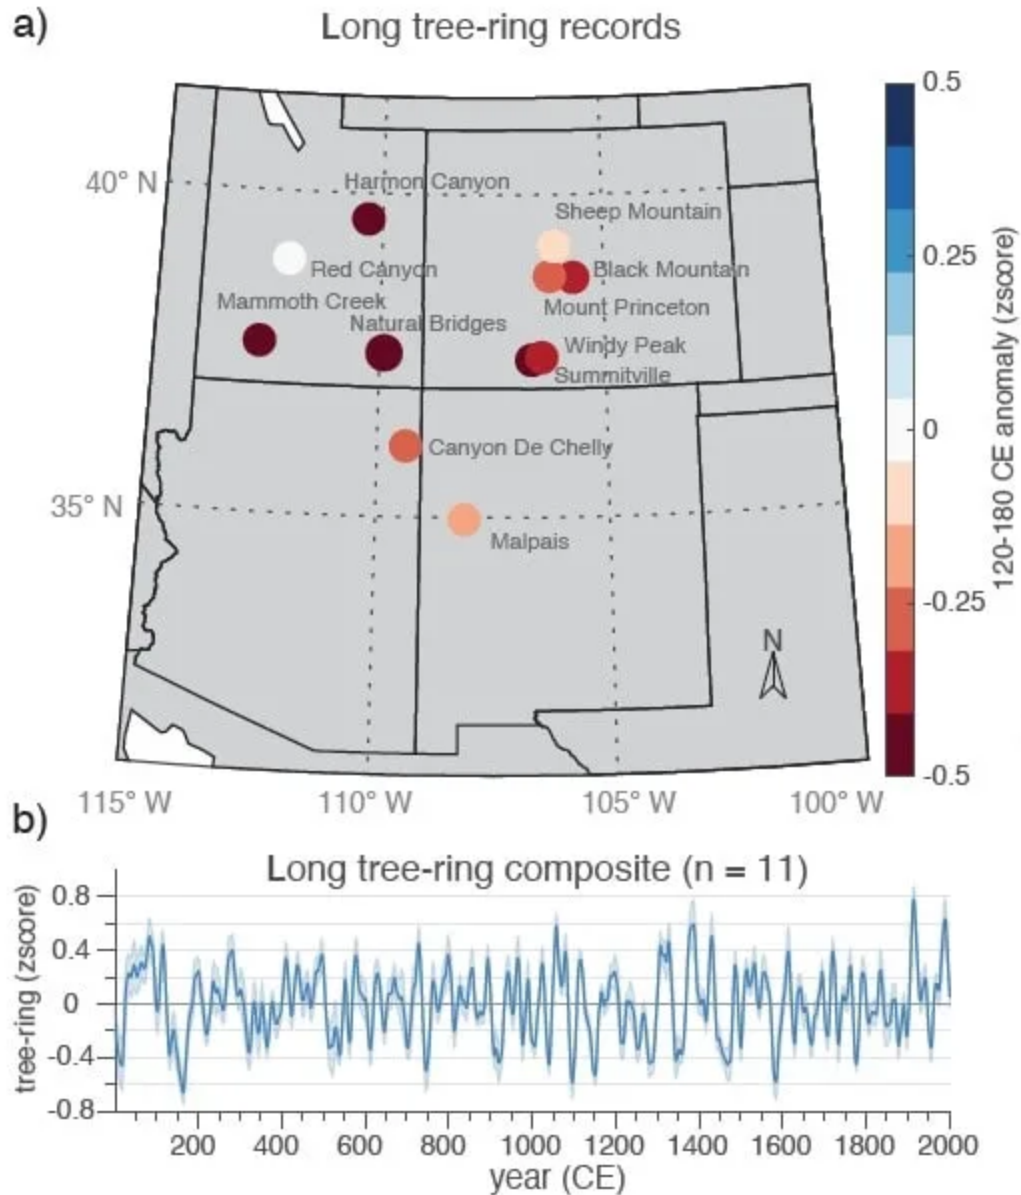 a)
Long tree-ring records
0.5
40° N
Harmon Canyon
Sheep Mountain
0.25
Red Canyon
Black Mountain
Mammoth Creek
Mount Princeton
Natural Bridges
Windy Peak
Summitville
0
Canyon De Chelly
35° N
Malpais
-0.25
N
-0.5
120-180 CE anomaly (zscore)
115° W 110° W 105° W 100° W
b)
Long tree-ring composite (n = 11)
0.8
0.4
0
-0.4
-0.8
tree-ring (zscore)
200 400 600 800 1000 1200 1400 1600 1800 2000
year (CE)